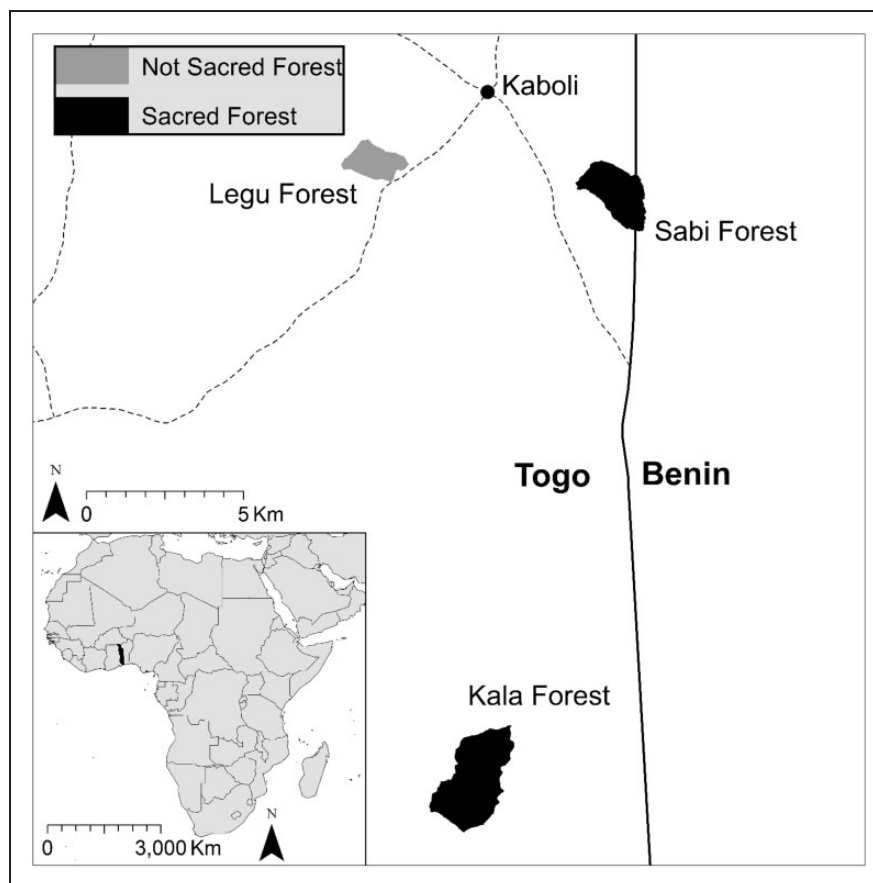 Not Sacred Forest
Sacred Forest
Kaboli
Legu Forest
Sabi Forest
Togo Benin
N
0 5 Km
Kala Forest
N
0 3,000 Km